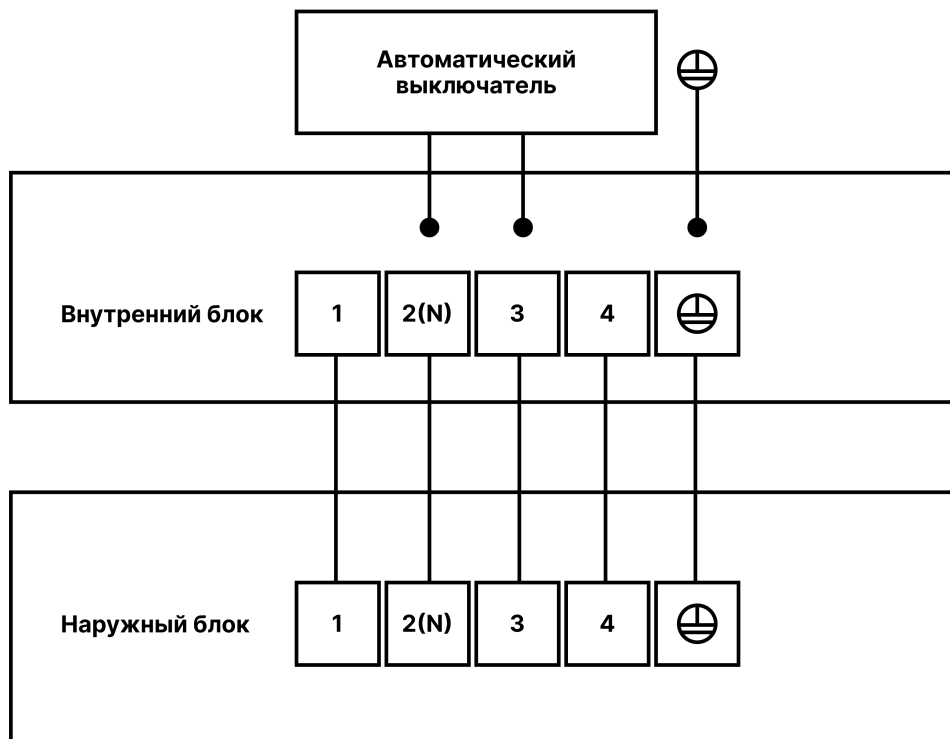 Автоматический
выключатель
Внутренний блок
1
2(N)
3
4
Наружный блок
1
2(N)
3
4